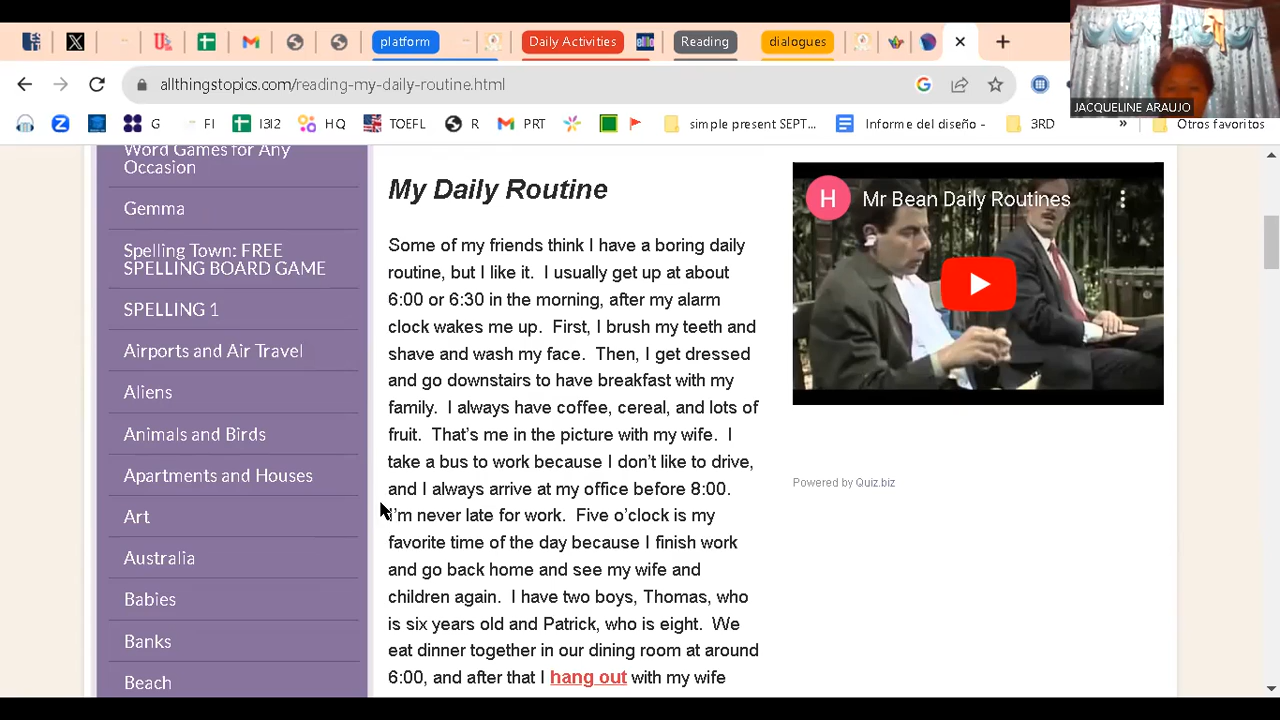 platform
Daily Activities
Reading
dialogues
JACQUELINE ARAUJO
allthingstopics.com/reading-my-daily-routine.html
G
FI
I3I2
HQ
TOEFL
R
PRT
simple present SEPT...
Informe del diseño -
3RD
»
Otros favoritos
Word Games for Any
Occasion
Gemma
Spelling Town: FREE
SPELLING BOARD GAME
SPELLING 1
Airports and Air Travel
Aliens
Animals and Birds
Apartments and Houses
Art
Australia
Babies
Banks
Beach
My Daily Routine
Some of my friends think I have a boring daily
routine, but I like it. I usually get up at about
6:00 or 6:30 in the morning, after my alarm
clock wakes me up. First, I brush my teeth and
shave and wash my face. Then, I get dressed
and go downstairs to have breakfast with my
family. I always have coffee, cereal, and lots of
fruit. That's me in the picture with my wife. I
take a bus to work because I don't like to drive,
and I always arrive at my office before 8:00.
I'm never late for work. Five o'clock is my
favorite time of the day because I finish work
and go back home and see my wife and
children again. I have two boys, Thomas, who
is six years old and Patrick, who is eight. We
eat dinner together in our dining room at around
6:00, and after that I hang out with my wife
H
Mr Bean Daily Routines
Powered by Quiz.biz